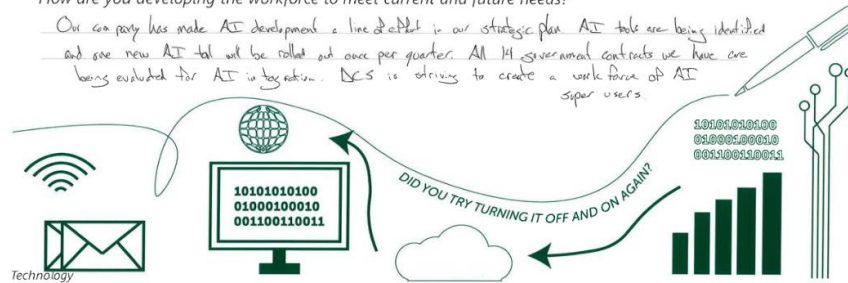 How are you developing the workforce to meet current and future needs?
Our company has made AI development a line of effort in our strategic plan. AI tools are being identified
and one new AI tool will be rolled out once per quarter. All 14 government contracts we have are
being evaluated for AI integration. DCS is striving to create a work force of AI
super users
10101010100
01000100010
001100110011
10101010100
01000100010
001100110011
DID YOU TRY TURNING IT OFF AND ON AGAIN?
Technology